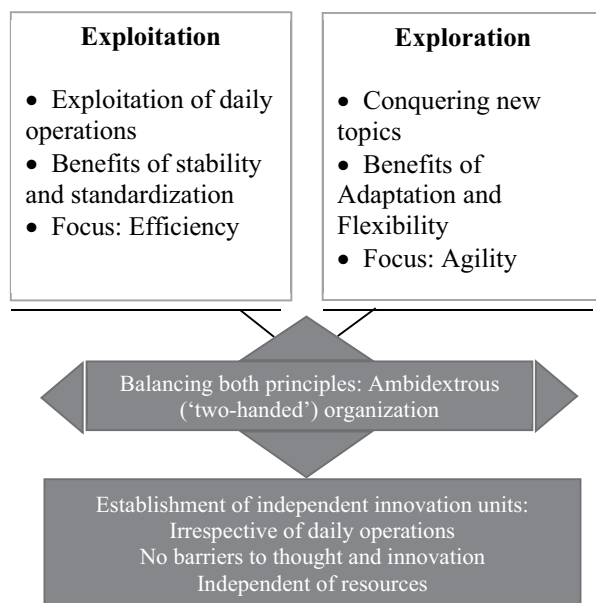 Exploitation
• Exploitation of daily
operations
• Benefits of stability
and standardization
• Focus: Efficiency
Exploration
• Conquering new
topics
• Benefits of
Adaptation and
Flexibility
• Focus: Agility
Balancing both principles: Ambidextrous
(‘two-handed’) organization
Establishment of independent innovation units:
Irrespective of daily operations
No barriers to thought and innovation
Independent of resources